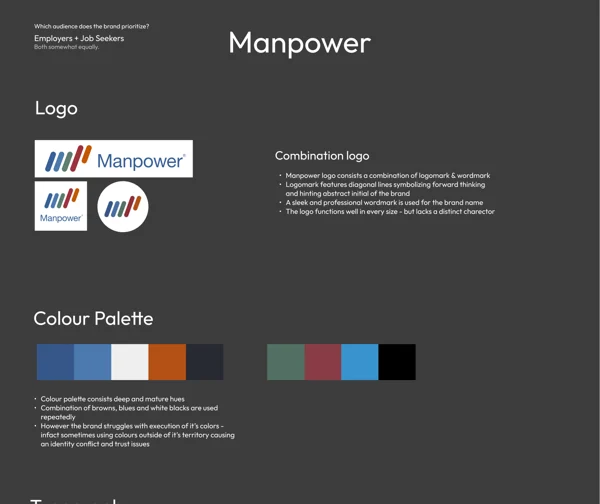 Which audience does the brand prioritize?
Employers + Job Seekers
Both somewhat equally.
Manpower
Logo
Manpower®
Manpower®
Combination logo
• Manpower logo consists a combination of logomark & wordmark
• Logomark features diagonal lines symbolizing forward thinking
and hinting abstract initial of the brand
• A sleek and professional wordmark is used for the brand name
• The logo functions well in every size - but lacks a distinct charector
Colour Palette
• Colour palette consists deep and mature hues
• Combination of browns, blues and white blacks are used
repeatedly
• However the brand struggles with execution of it's colors -
infact sometimes using colours outside of it's territory causing
an identity conflict and trust issues